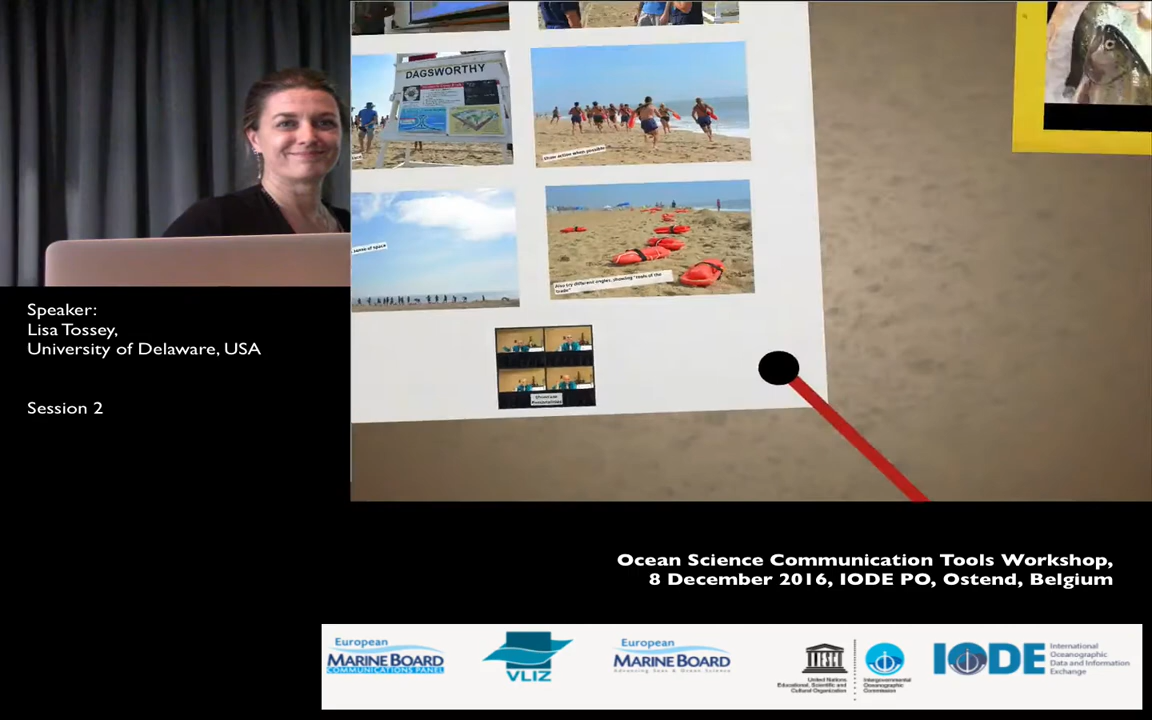 DAGSWORTHY
Show action when possible
sense of space
Also try different angles, showing "tools of the
trade"
Showcase
Personalities
Speaker:
Lisa Tossey,
University of Delaware, USA
Session 2
Ocean Science Communication Tools Workshop,
8 December 2016, IODE PO, Ostend, Belgium
European
MARINE BOARD
COMMUNICATIONS PANEL
VLIZ
European
MARINE BOARD
Advancing Seas & Ocean Science
unesco
United Nations
Educational, Scientific and
Cultural Organization
Intergovernmental
Oceanographic
Commission
IODE
International
Oceanographic
Data and Information
Exchange